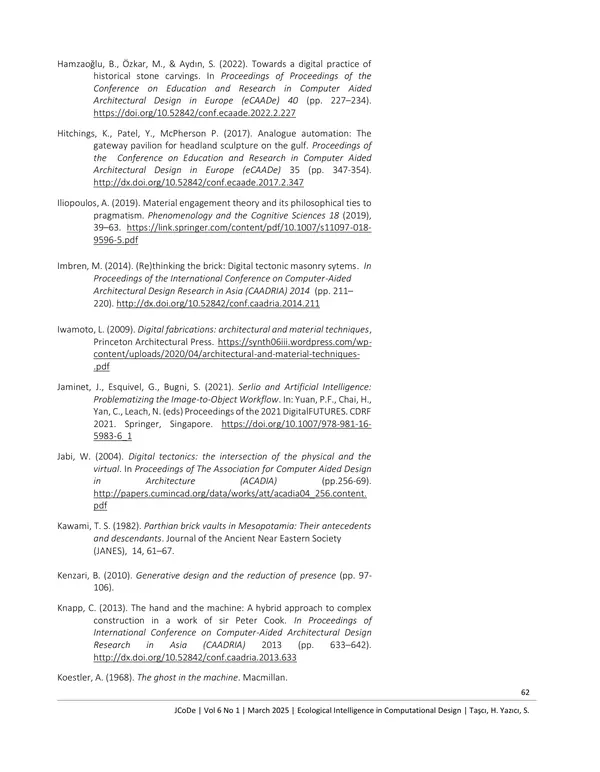 Hamzaoğlu, B., Özkar, M., & Aydın, S. (2022). Towards a digital practice of
historical stone carvings. In Proceedings of Proceedings of the
Conference on Education and Research in Computer Aided
Architectural Design in Europe (eCAADe) 40 (pp. 227–234).
https://doi.org/10.52842/conf.ecaade.2022.2.227
Hitchings, K., Patel, Y., McPherson P. (2017). Analogue automation: The
gateway pavilion for headland sculpture on the gulf. Proceedings of
the Conference on Education and Research in Computer Aided
Architectural Design in Europe (eCAADe) 35 (pp. 347-354).
http://dx.doi.org/10.52842/conf.ecaade.2017.2.347
Iliopoulos, A. (2019). Material engagement theory and its philosophical ties to
pragmatism. Phenomenology and the Cognitive Sciences 18 (2019),
39–63. https://link.springer.com/content/pdf/10.1007/s11097-018-
9596-5.pdf
Imbren, M. (2014). (Re)thinking the brick: Digital tectonic masonry sytems. In
Proceedings of the International Conference on Computer-Aided
Architectural Design Research in Asia (CAADRIA) 2014 (pp. 211–
220). http://dx.doi.org/10.52842/conf.caadria.2014.211
Iwamoto, L. (2009). Digital fabrications: architectural and material techniques,
Princeton Architectural Press. https://synth06iii.wordpress.com/wp-
content/uploads/2020/04/architectural-and-material-techniques-
.pdf
Jaminet, J., Esquivel, G., Bugni, S. (2021). Serlio and Artificial Intelligence:
Problematizing the Image-to-Object Workflow. In: Yuan, P.F., Chai, H.,
Yan, C., Leach, N. (eds) Proceedings of the 2021 DigitalFUTURES. CDRF
2021. Springer, Singapore. https://doi.org/10.1007/978-981-16-
5983-6_1
Jabi, W. (2004). Digital tectonics: the intersection of the physical and the
virtual. In Proceedings of The Association for Computer Aided Design
in Architecture (ACADIA) (pp.256-69).
http://papers.cumincad.org/data/works/att/acadia04_256.content.
pdf
Kawami, T. S. (1982). Parthian brick vaults in Mesopotamia: Their antecedents
and descendants. Journal of the Ancient Near Eastern Society
(JANES), 14, 61–67.
Kenzari, B. (2010). Generative design and the reduction of presence (pp. 97-
106).
Knapp, C. (2013). The hand and the machine: A hybrid approach to complex
construction in a work of sir Peter Cook. In Proceedings of
International Conference on Computer-Aided Architectural Design
Research in Asia (CAADRIA) 2013 (pp. 633–642).
http://dx.doi.org/10.52842/conf.caadria.2013.633
Koestler, A. (1968). The ghost in the machine. Macmillan.
62
JCoDe | Vol 6 No 1 | March 2025 | Ecological Intelligence in Computational Design | Taşcı, H. Yazıcı, S.